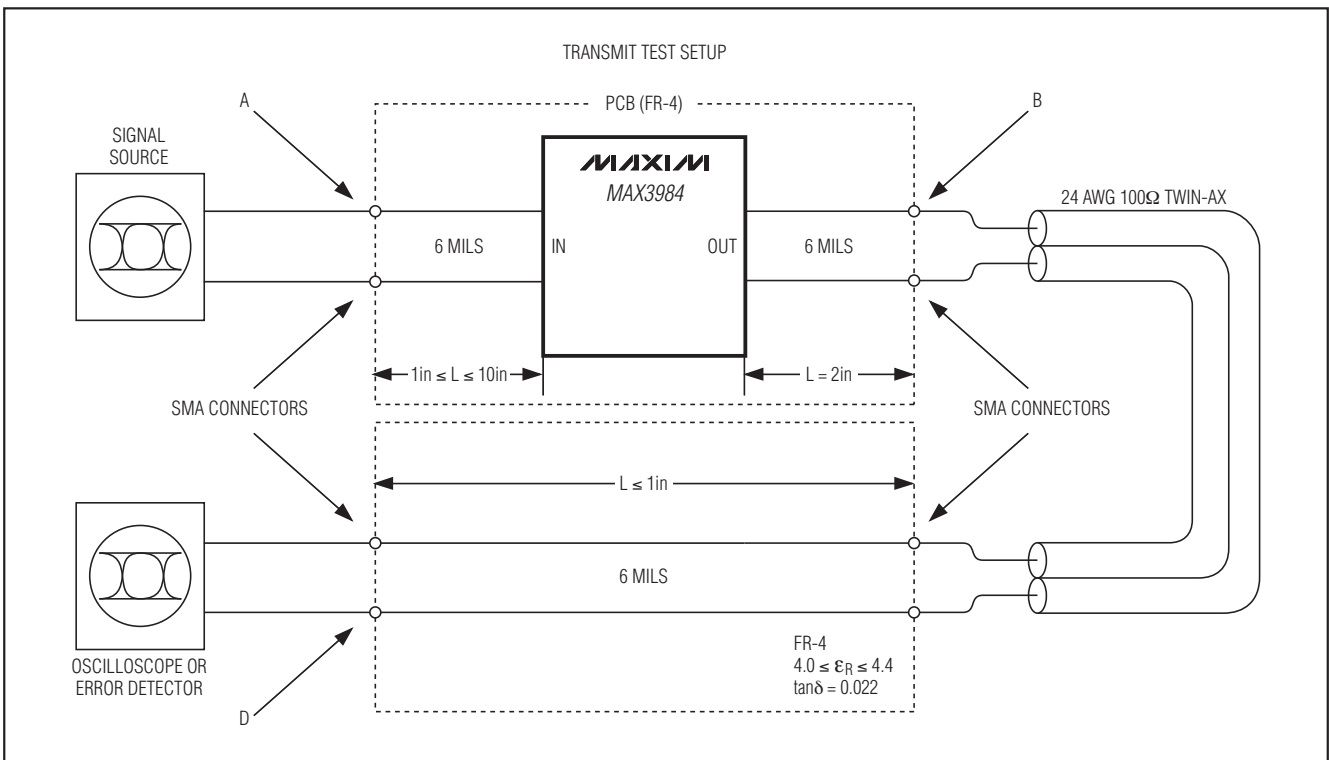 TRANSMIT TEST SETUP
A
PCB (FR-4)
B
SIGNAL
SOURCE
MAXIM
MAX3984
24 AWG 100Ω TWIN-AX
6 MILS
IN
OUT
6 MILS
1in ≤ L ≤ 10in
L = 2in
SMA CONNECTORS
SMA CONNECTORS
L ≤ 1in
6 MILS
OSCILLOSCOPE OR
ERROR DETECTOR
FR-4
4.0 ≤ εR ≤ 4.4
tanδ = 0.022
D